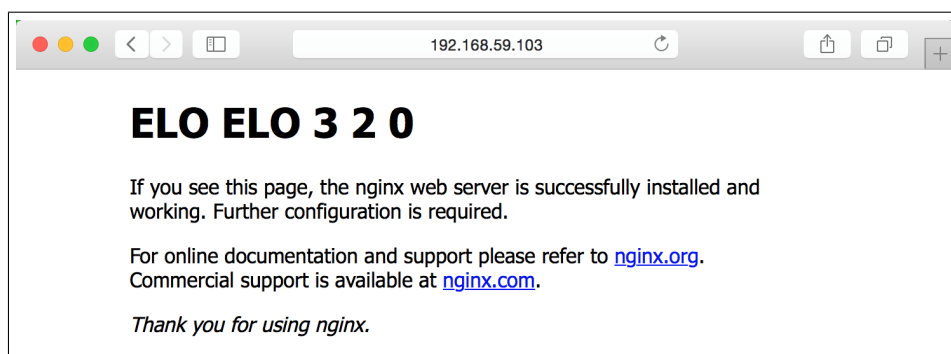 192.168.59.103
ELO ELO 3 2 0
If you see this page, the nginx web server is successfully installed and
working. Further configuration is required.
For online documentation and support please refer to nginx.org.
Commercial support is available at nginx.com.
Thank you for using nginx.